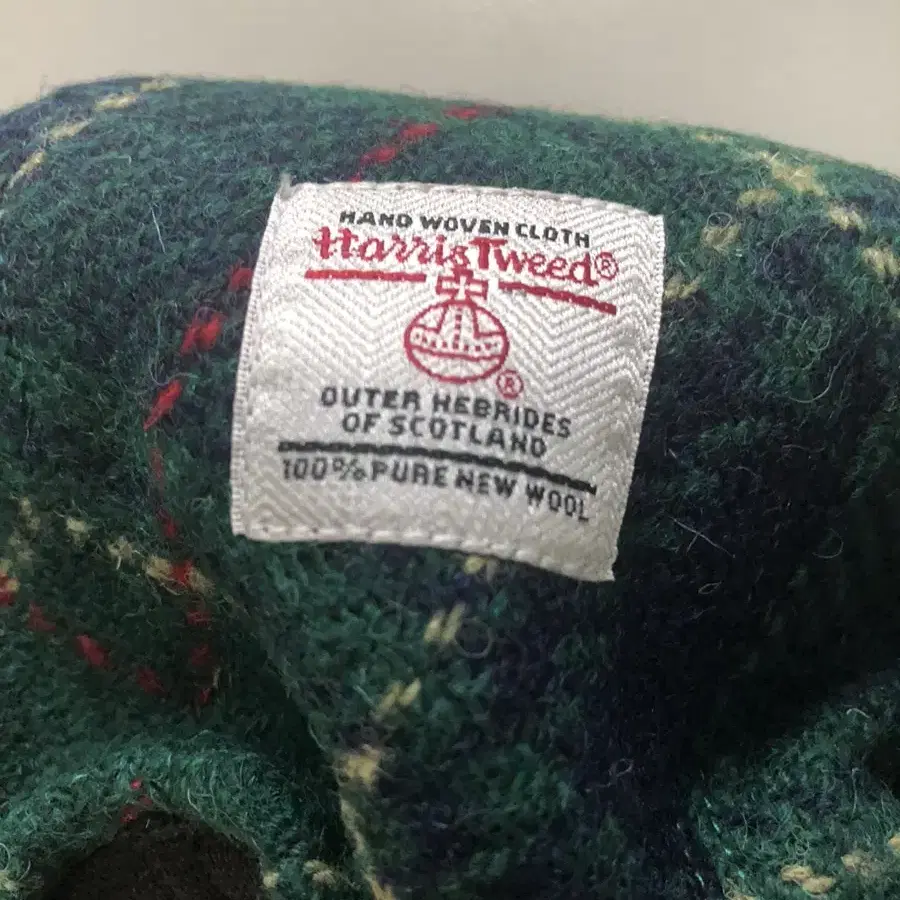 HAND WOVEN CLOTH
Harris Tweed®
®
OUTER HEBRIDES
OF SCOTLAND
100% PURE NEW WOOL